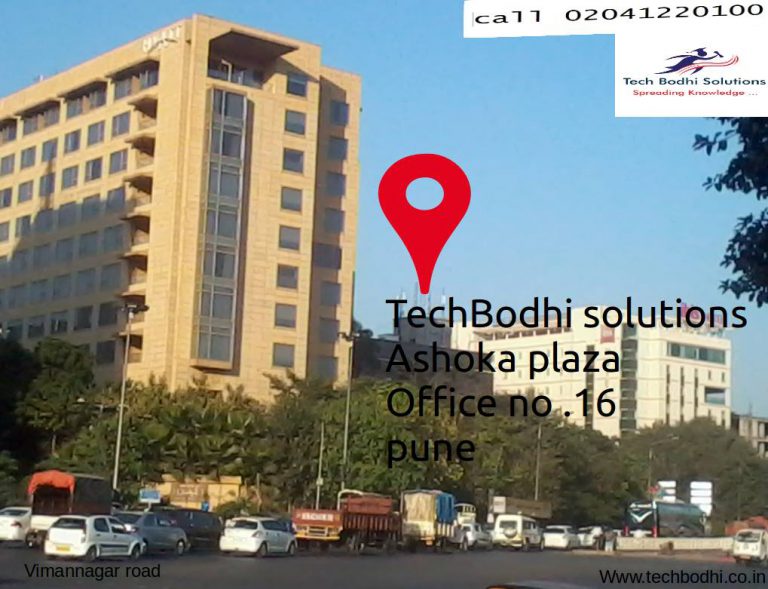 call 02041220100
Tech Bodhi Solutions
Spreading Knowledge ...
TechBodhi solutions
Ashoka plaza
Office no .16
pune
Vimannagar road
Www.techbodhi.co.in